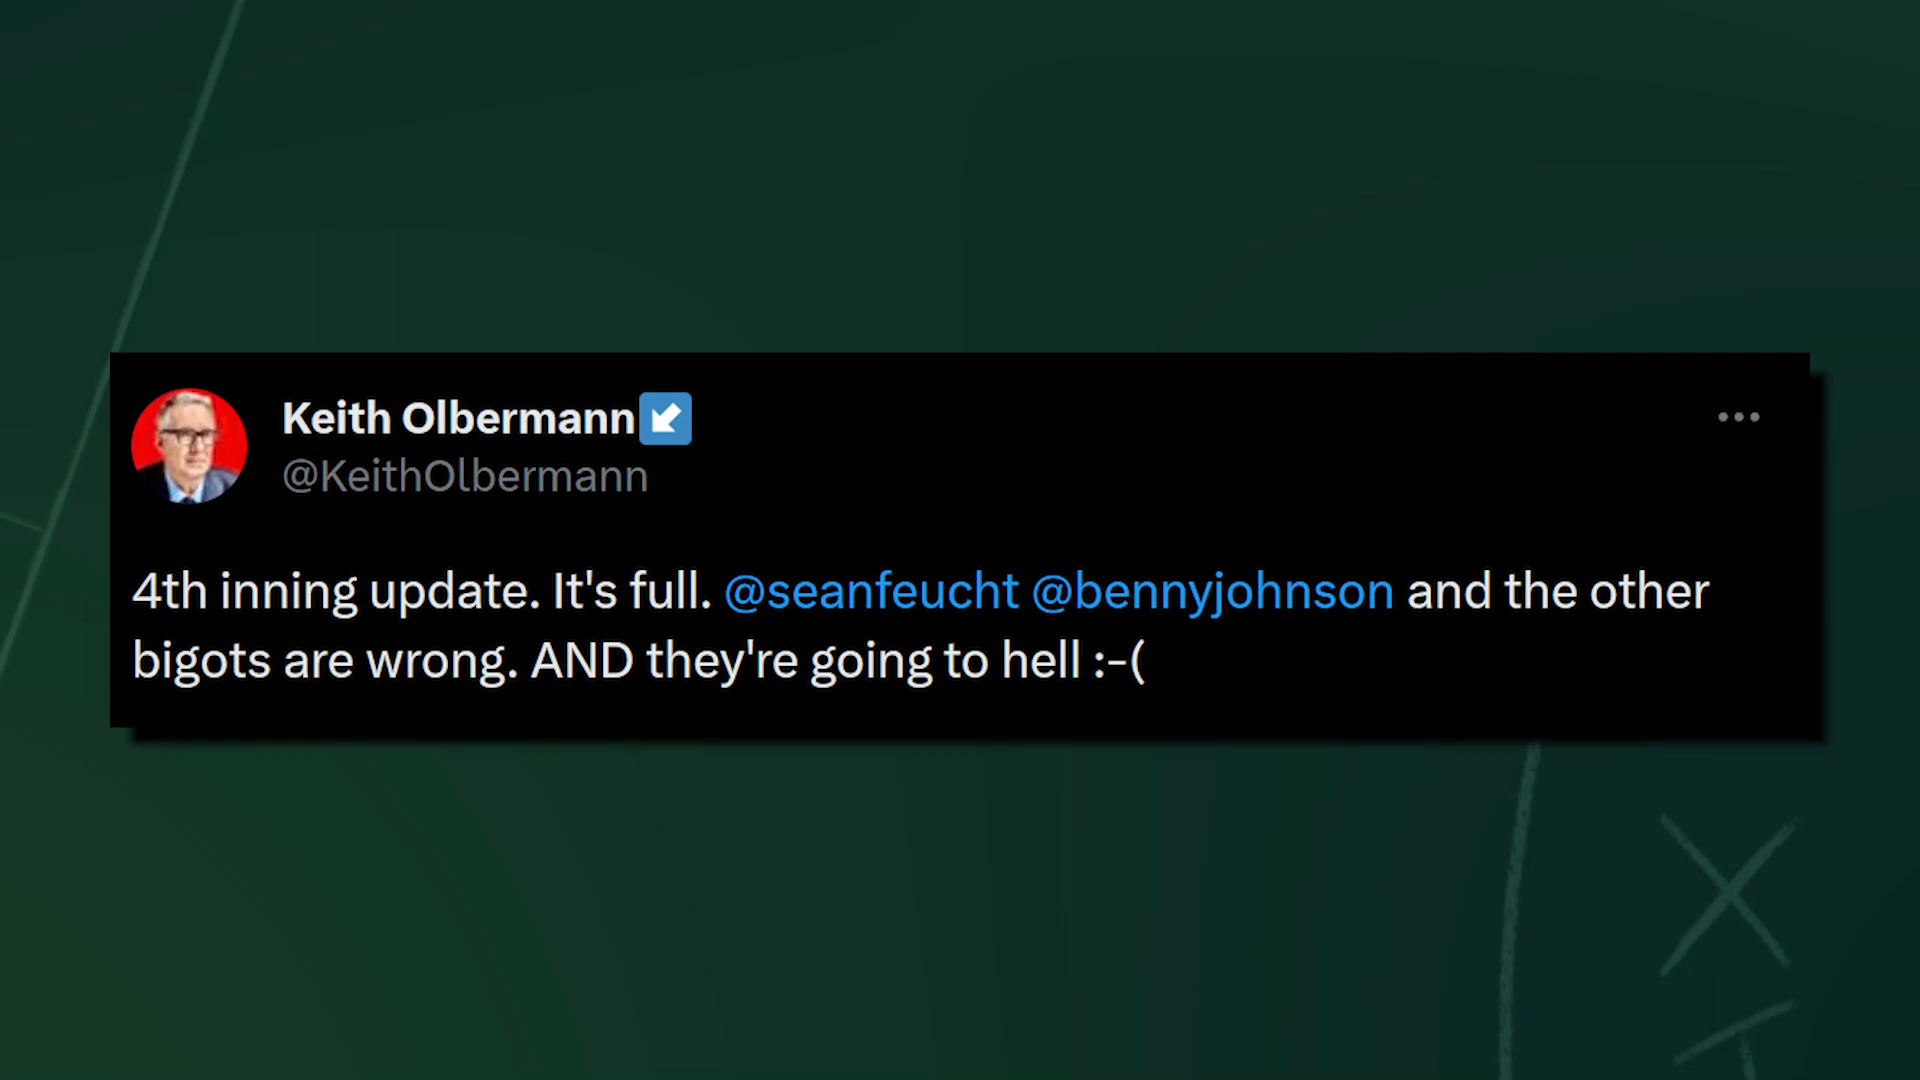 Keith Olbermann
@KeithOlbermann
4th inning update. It's full. @seanfeucht @bennyjohnson and the other
bigots are wrong. AND they're going to hell :-(